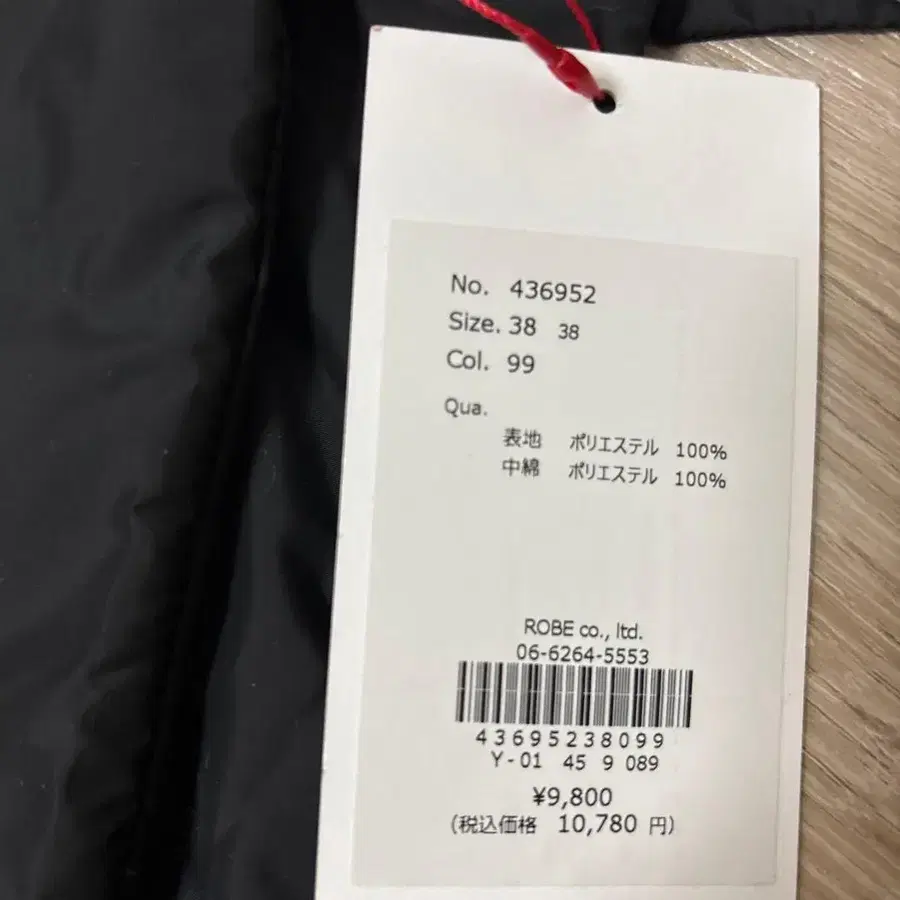 No. 436952
Size. 38 38
Col. 99
Qua.
表地 ポリエステル 100%
中綿 ポリエステル 100%
ROBE co., ltd.
06-6264-5553
43695238099
Y-01 45 9 089
¥9,800
(税込価格 10,780 円)